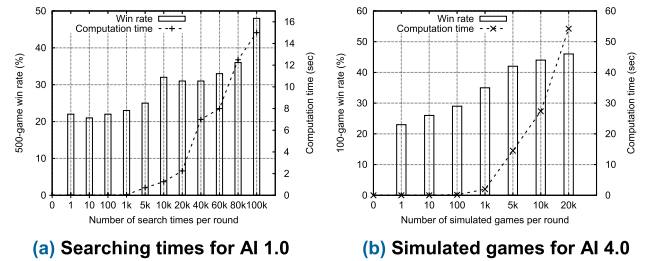 Win rate
Computation time
50
40
30
20
10
0
500-game win rate (%)
16
14
12
10
8
6
4
2
0
Computation time (sec)
0 1 10 100 1k 5k 10k 20k 40k 60k 80k 100k
Number of search times per round
(a) Searching times for AI 1.0
Win rate
Computation time
60
50
40
30
20
10
0
100-game win rate (%)
60
50
40
30
20
10
0
Computation time (sec)
0 1 10 100 1k 5k 10k 20k
Number of simulated games per round
(b) Simulated games for AI 4.0